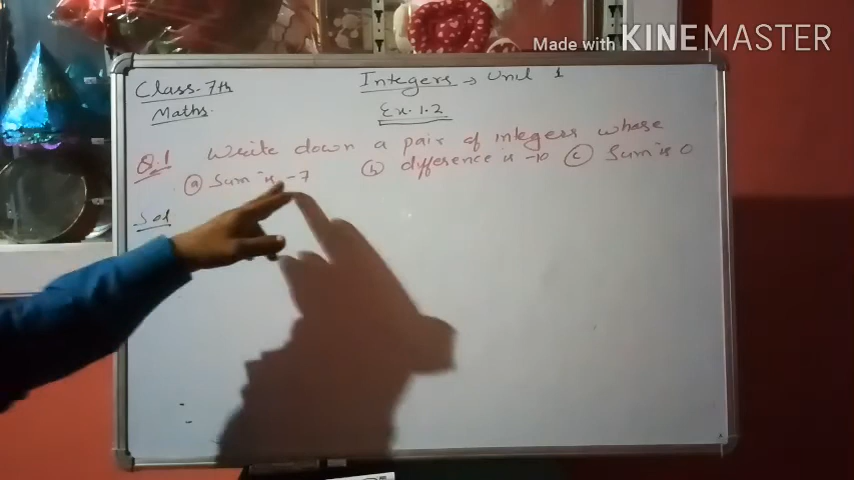 Made with KINEMASTER
Class-7th Integers → Unit 1
Maths. Ex. 1.2
Q.1 Write down a pair of integers whose
(a) Sum is -7 (b) difference is -10 (c) Sum is 0
Sol